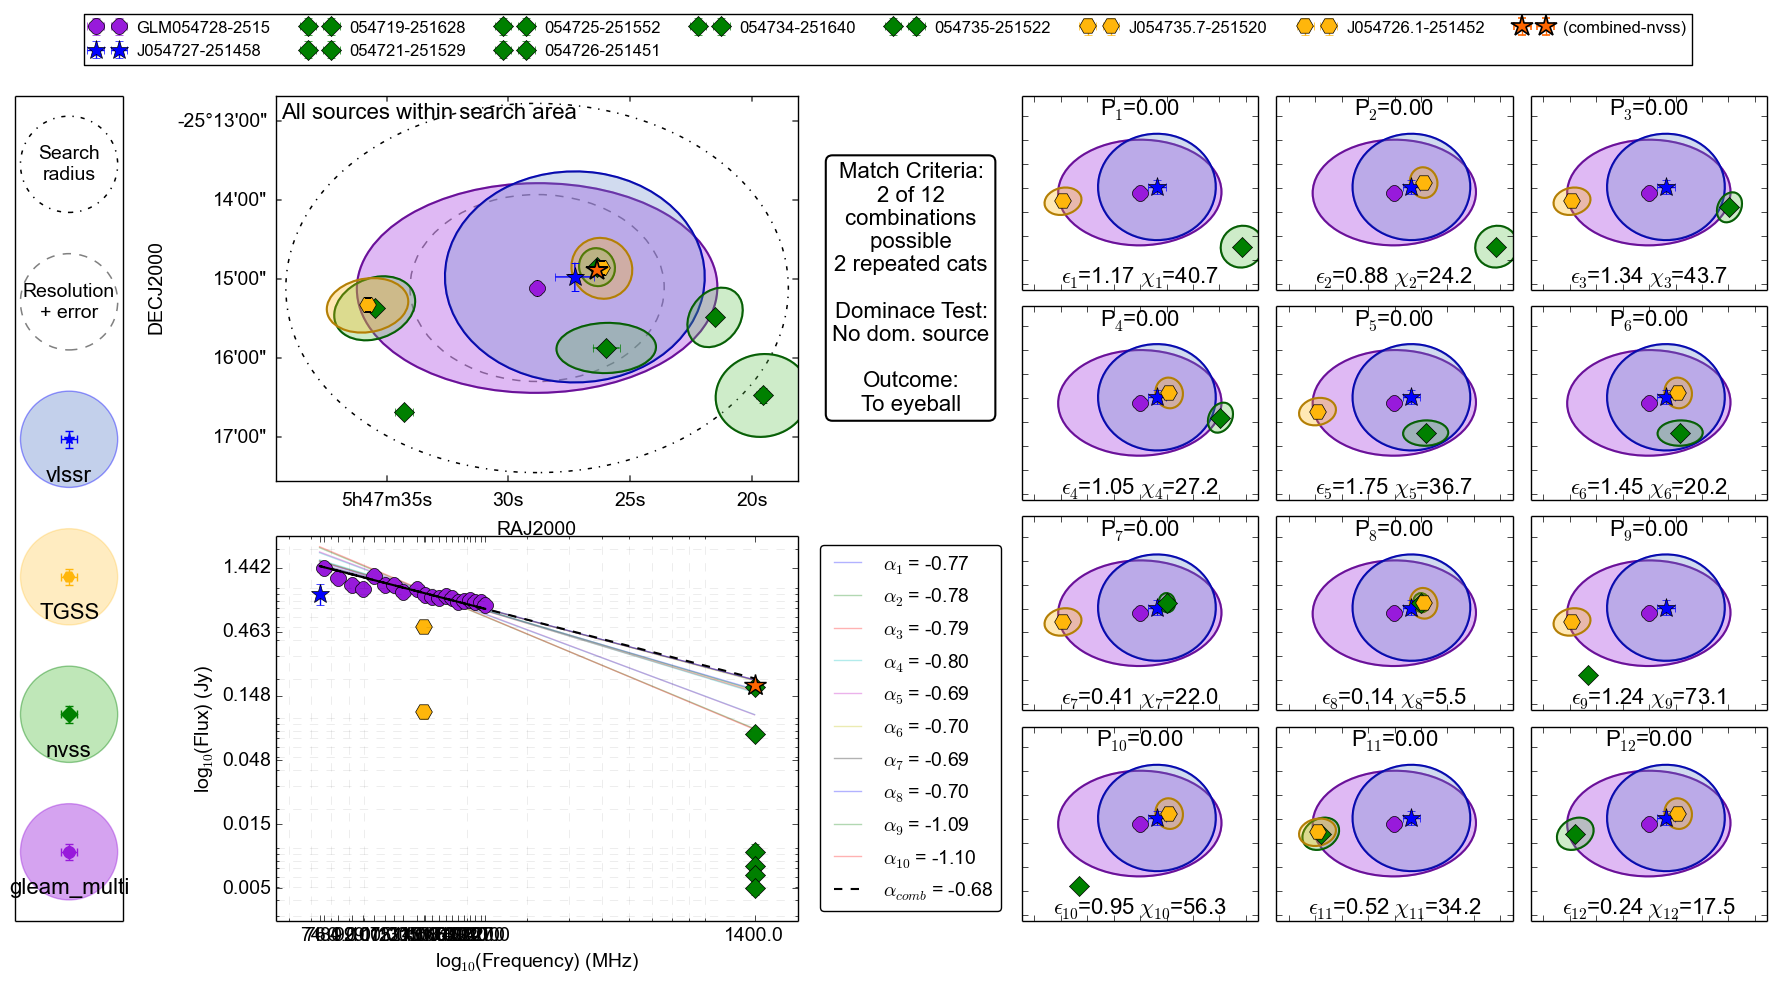 GLM054728-2515
054719-251628
054725-251552
054734-251640
054735-251522
J054735.7-251520
J054726.1-251452
(combined-nvss)
J054727-251458
054721-251529
054726-251451
Search
radius
Resolution
+ error
vlssr
TGSS
nvss
gleam_multi
All sources within search area
DECJ2000
-25°13'00"
14'00"
15'00"
16'00"
17'00"
5h47m35s
30s
25s
20s
RAJ2000
Match Criteria:
2 of 12
combinations
possible
2 repeated cats
Dominace Test:
No dom. source
Outcome:
To eyeball
log10(Flux) (Jy)
1.442
0.463
0.148
0.048
0.015
0.005
1400.0
log10(Frequency) (MHz)
α1 = -0.77
α2 = -0.78
α3 = -0.79
α4 = -0.80
α5 = -0.69
α6 = -0.70
α7 = -0.69
α8 = -0.70
α9 = -1.09
α10 = -1.10
αcomb = -0.68
P1=0.00
ϵ1=1.17 χ1=40.7
P2=0.00
ϵ2=0.88 χ2=24.2
P3=0.00
ϵ3=1.34 χ3=43.7
P4=0.00
ϵ4=1.05 χ4=27.2
P5=0.00
ϵ5=1.75 χ5=36.7
P6=0.00
ϵ6=1.45 χ6=20.2
P7=0.00
ϵ7=0.41 χ7=22.0
P8=0.00
ϵ8=0.14 χ8=5.5
P9=0.00
ϵ9=1.24 χ9=73.1
P10=0.00
ϵ10=0.95 χ10=56.3
P11=0.00
ϵ11=0.52 χ11=34.2
P12=0.00
ϵ12=0.24 χ12=17.5